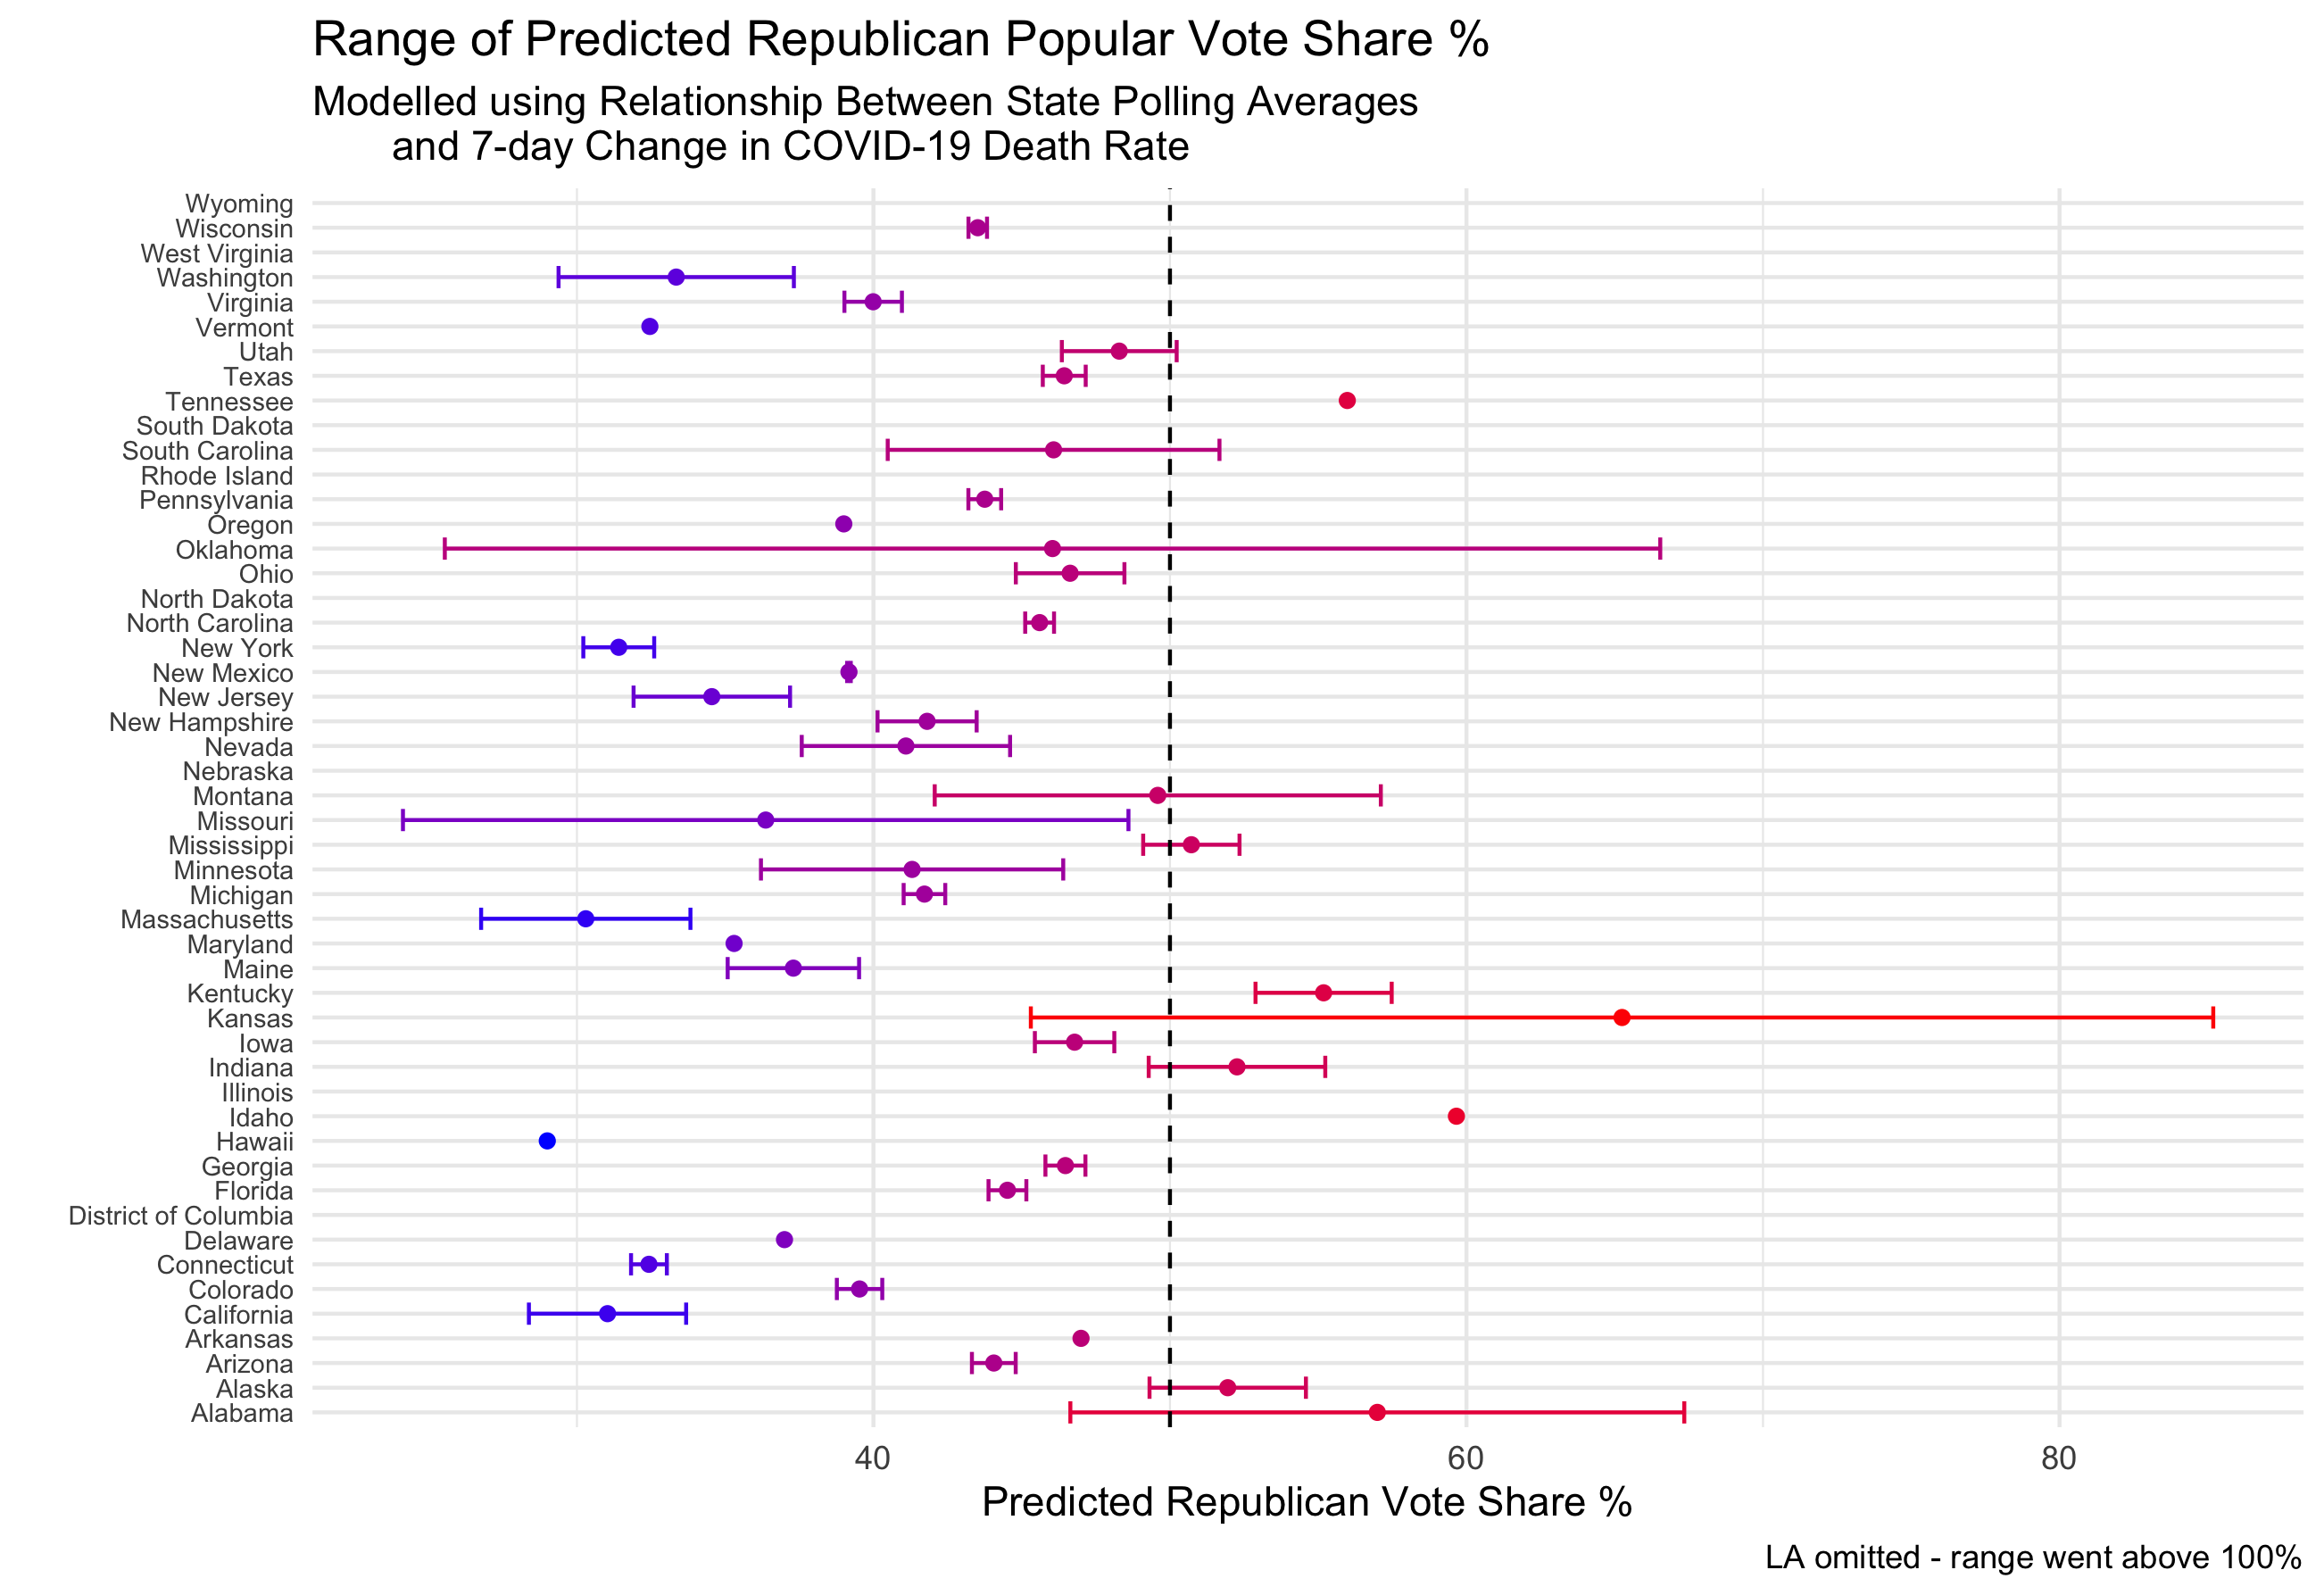 Range of Predicted Republican Popular Vote Share %
Modelled using Relationship Between State Polling Averages
and 7-day Change in COVID-19 Death Rate
Wyoming
Wisconsin
West Virginia
Washington
Virginia
Vermont
Utah
Texas
Tennessee
South Dakota
South Carolina
Rhode Island
Pennsylvania
Oregon
Oklahoma
Ohio
North Dakota
North Carolina
New York
New Mexico
New Jersey
New Hampshire
Nevada
Nebraska
Montana
Missouri
Mississippi
Minnesota
Michigan
Massachusetts
Maryland
Maine
Kentucky
Kansas
Iowa
Indiana
Illinois
Idaho
Hawaii
Georgia
Florida
District of Columbia
Delaware
Connecticut
Colorado
California
Arkansas
Arizona
Alaska
Alabama
40 60 80
Predicted Republican Vote Share %
LA omitted - range went above 100%